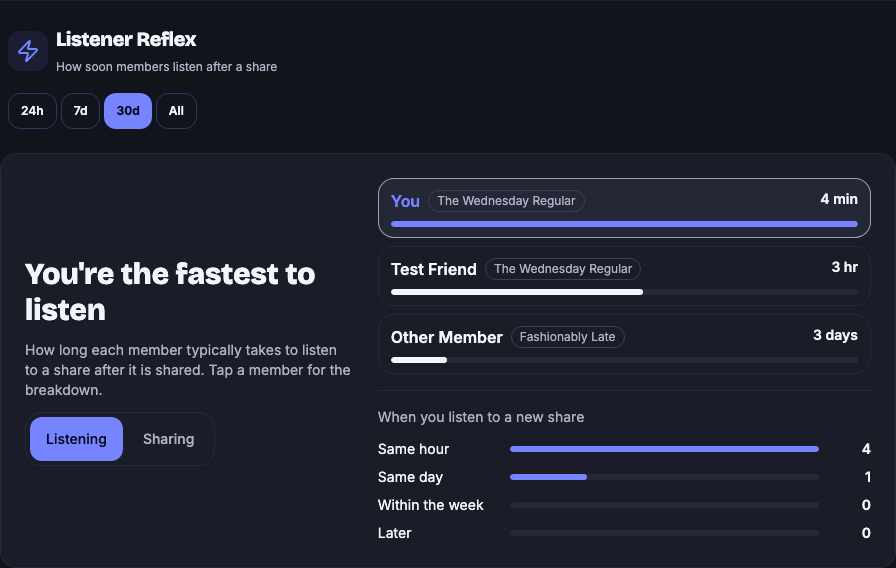 Listener Reflex
How soon members listen after a share
24h 7d 30d All
You're the fastest to
listen
How long each member typically takes to listen
to a share after it is shared. Tap a member for the
breakdown.
Listening Sharing
You The Wednesday Regular 4 min
Test Friend The Wednesday Regular 3 hr
Other Member Fashionably Late 3 days
When you listen to a new share
Same hour 4
Same day 1
Within the week 0
Later 0